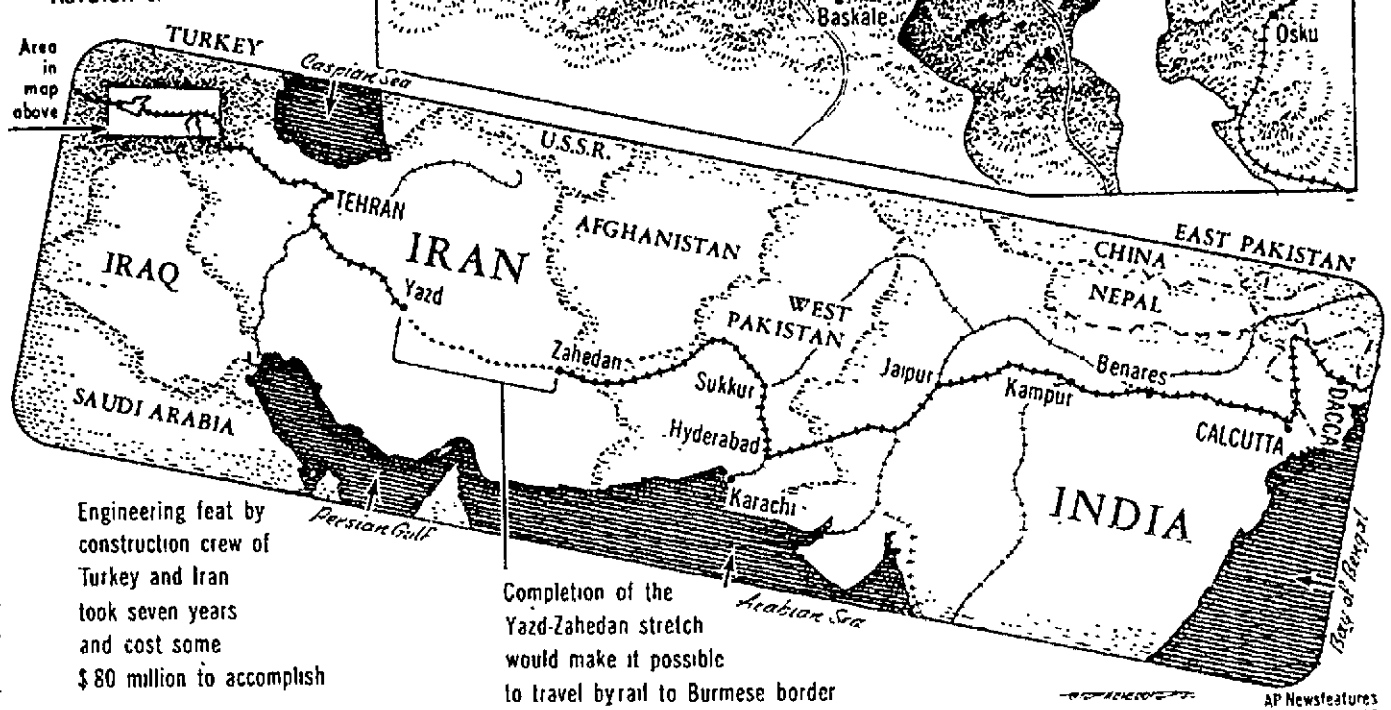 Baskale
Osku
Area
in
map
above
TURKEY
Caspian Sea
U.S.S.R.
TEHRAN
IRAN
AFGHANISTAN
IRAQ
Yazd
WEST
PAKISTAN
CHINA
EAST PAKISTAN
NEPAL
Zahedan
Sukkur
Jaipur
Kampur
Benares
SAUDI ARABIA
Hyderabad
CALCUTTA
DACCA
Karachi
INDIA
Persian Gulf
Arabian Sea
Bay of Bengal
Engineering feat by
construction crew of
Turkey and Iran
took seven years
and cost some
$80 million to accomplish
Completion of the
Yazd-Zahedan stretch
would make it possible
to travel by rail to Burmese border
AP Newsfeatures